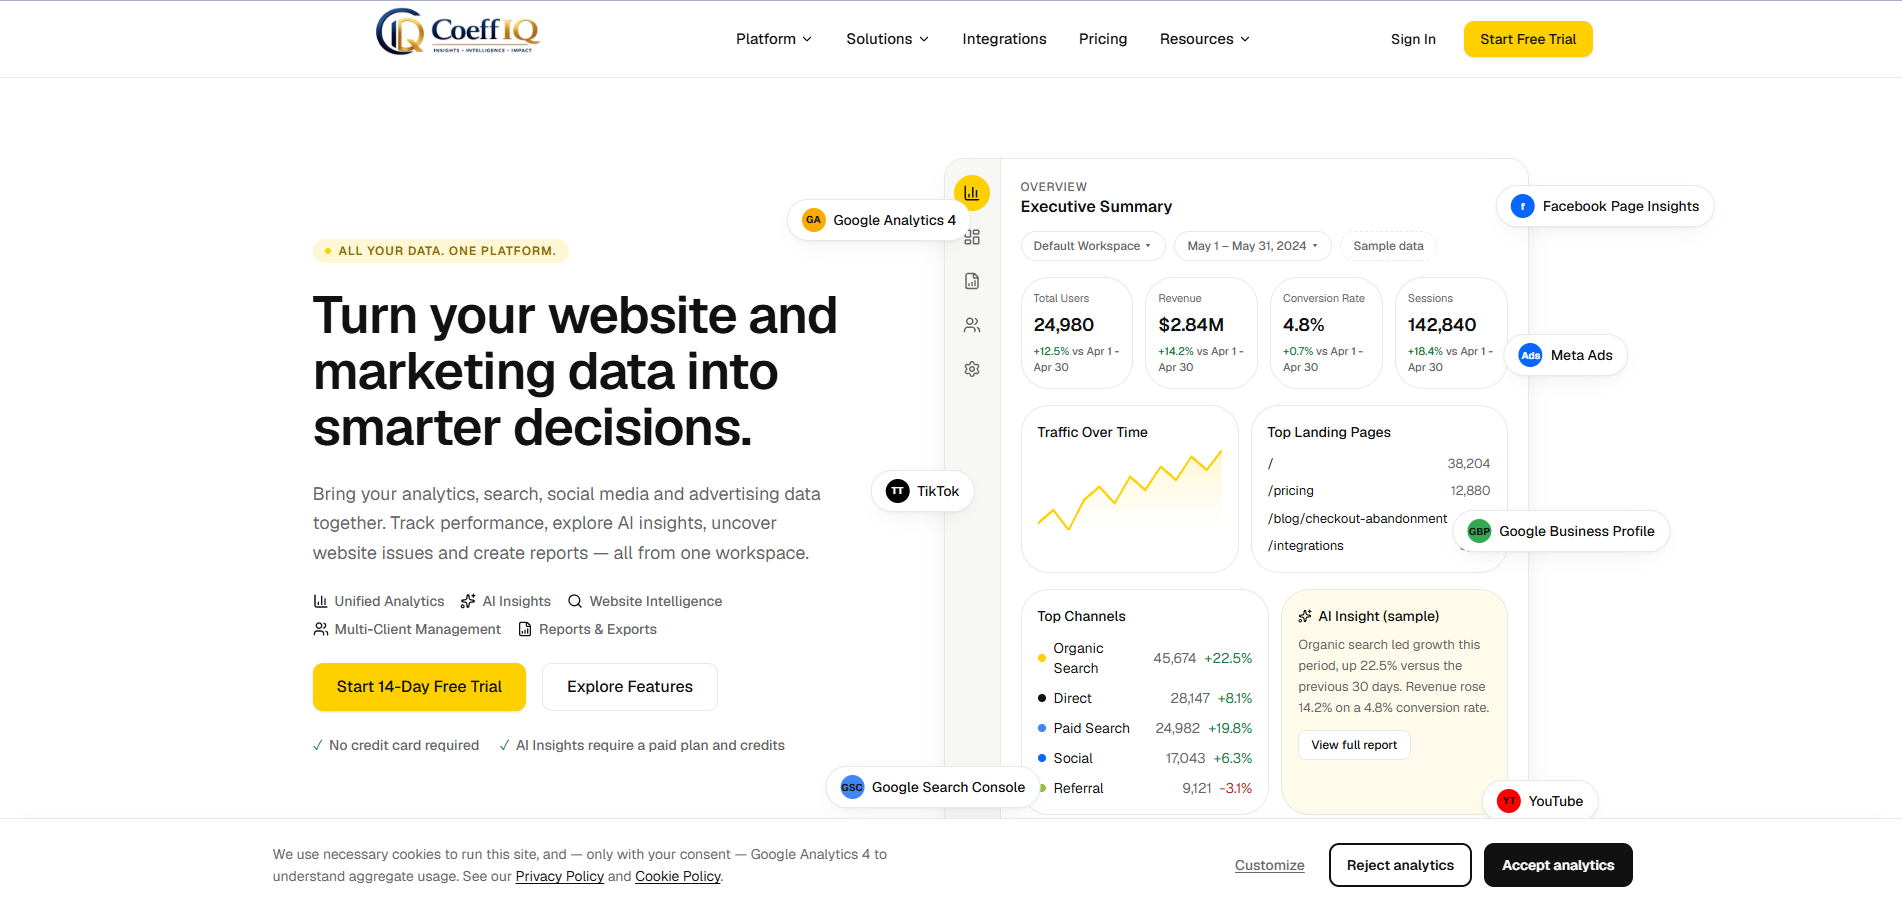 CoeffIQ
INSIGHTS • INTELLIGENCE • IMPACT
Platform
Solutions
Integrations
Pricing
Resources
Sign In
Start Free Trial
ALL YOUR DATA. ONE PLATFORM.
Turn your website and
marketing data into
smarter decisions.
Bring your analytics, search, social media and advertising data
together. Track performance, explore AI insights, uncover
website issues and create reports — all from one workspace.
Unified Analytics
AI Insights
Website Intelligence
Multi-Client Management
Reports & Exports
Start 14-Day Free Trial
Explore Features
✓ No credit card required
✓ AI Insights require a paid plan and credits
GA Google Analytics 4
TT TikTok
GSC Google Search Console
OVERVIEW
Executive Summary
Default Workspace
May 1 – May 31, 2024
Sample data
Total Users
24,980
+12.5% vs Apr 1 -
Apr 30
Revenue
$2.84M
+14.2% vs Apr 1 -
Apr 30
Conversion Rate
4.8%
+0.7% vs Apr 1 -
Apr 30
Sessions
142,840
+18.4% vs Apr 1 -
Apr 30
Traffic Over Time
Top Landing Pages
/ 38,204
/pricing 12,880
/blog/checkout-abandonment
/integrations
Top Channels
Organic
Search 45,674 +22.5%
Direct 28,147 +8.1%
Paid Search 24,982 +19.8%
Social 17,043 +6.3%
Referral 9,121 -3.1%
AI Insight (sample)
Organic search led growth this
period, up 22.5% versus the
previous 30 days. Revenue rose
14.2% on a 4.8% conversion rate.
View full report
f Facebook Page Insights
Ads Meta Ads
GBP Google Business Profile
YT YouTube
We use necessary cookies to run this site, and — only with your consent — Google Analytics 4 to
understand aggregate usage. See our Privacy Policy and Cookie Policy.
Customize
Reject analytics
Accept analytics